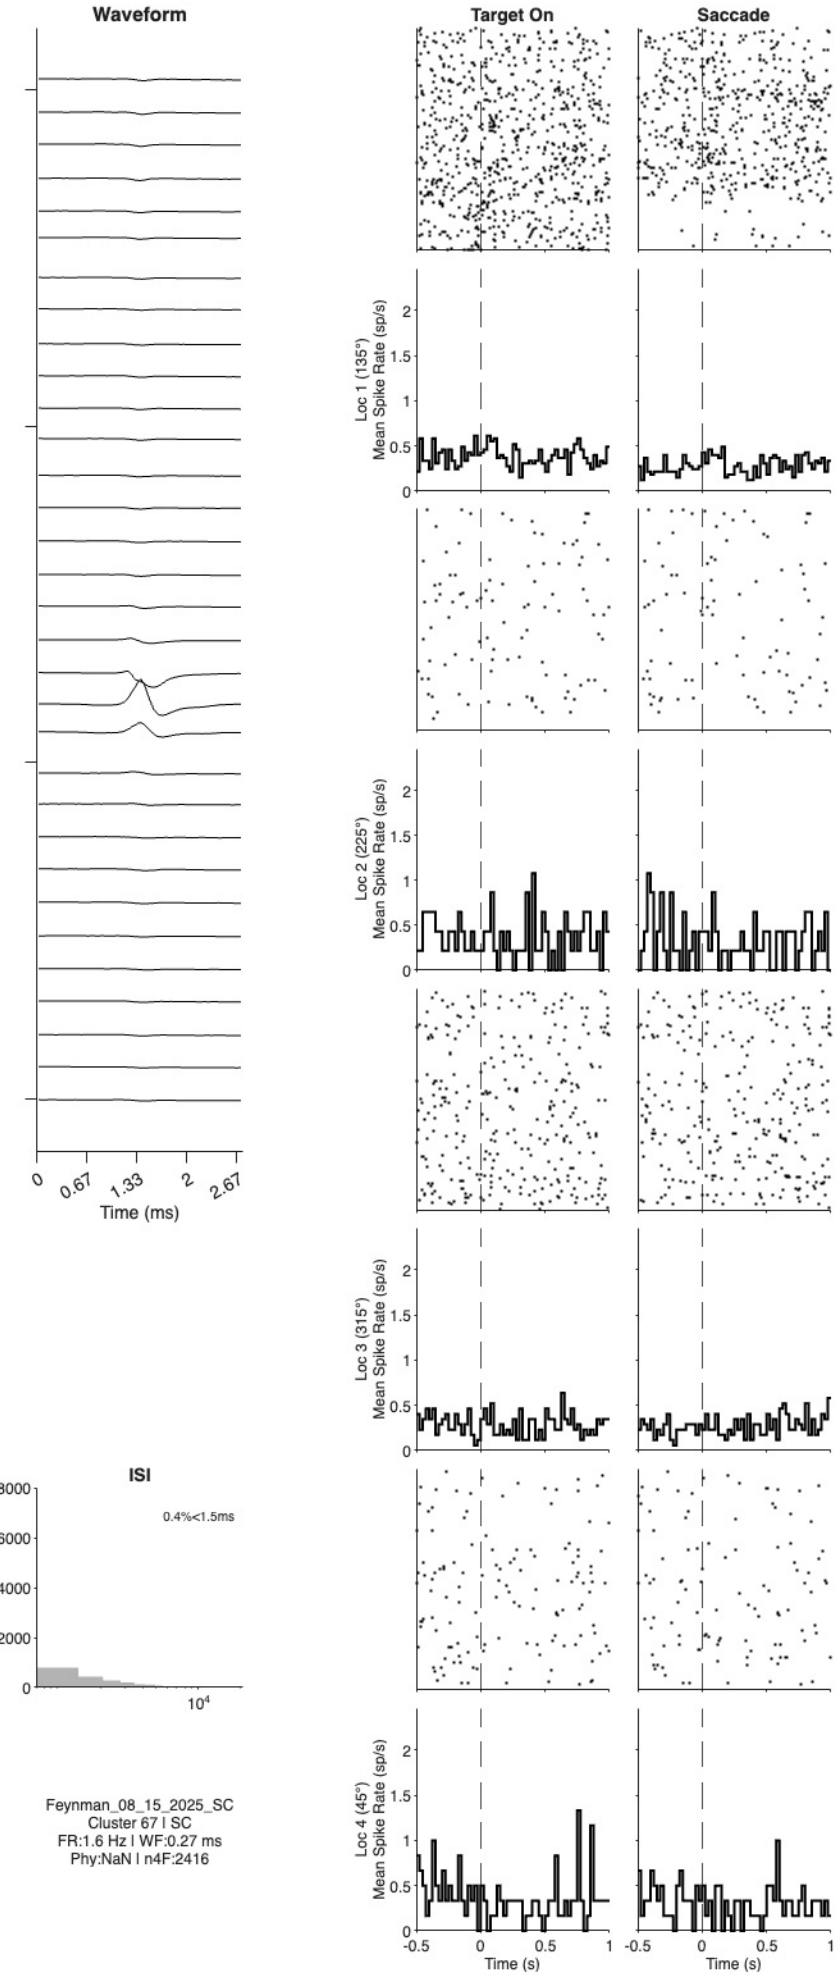 Waveform
0
0.67
1.33
2
2.67
Time (ms)
ISI
0.4%<1.5ms
8000
6000
4000
2000
0
10⁴
Feynman_08_15_2025_SC
Cluster 67 | SC
FR:1.6 Hz | WF:0.27 ms
Phy:NaN | n4F:2416
Target On
Saccade
Loc 1 (135°)
Mean Spike Rate (sp/s)
2
1.5
1
0.5
0
Loc 2 (225°)
Mean Spike Rate (sp/s)
2
1.5
1
0.5
0
Loc 3 (315°)
Mean Spike Rate (sp/s)
2
1.5
1
0.5
0
Loc 4 (45°)
Mean Spike Rate (sp/s)
2
1.5
1
0.5
0
-0.5 0 0.5 1
Time (s)
-0.5 0 0.5 1
Time (s)